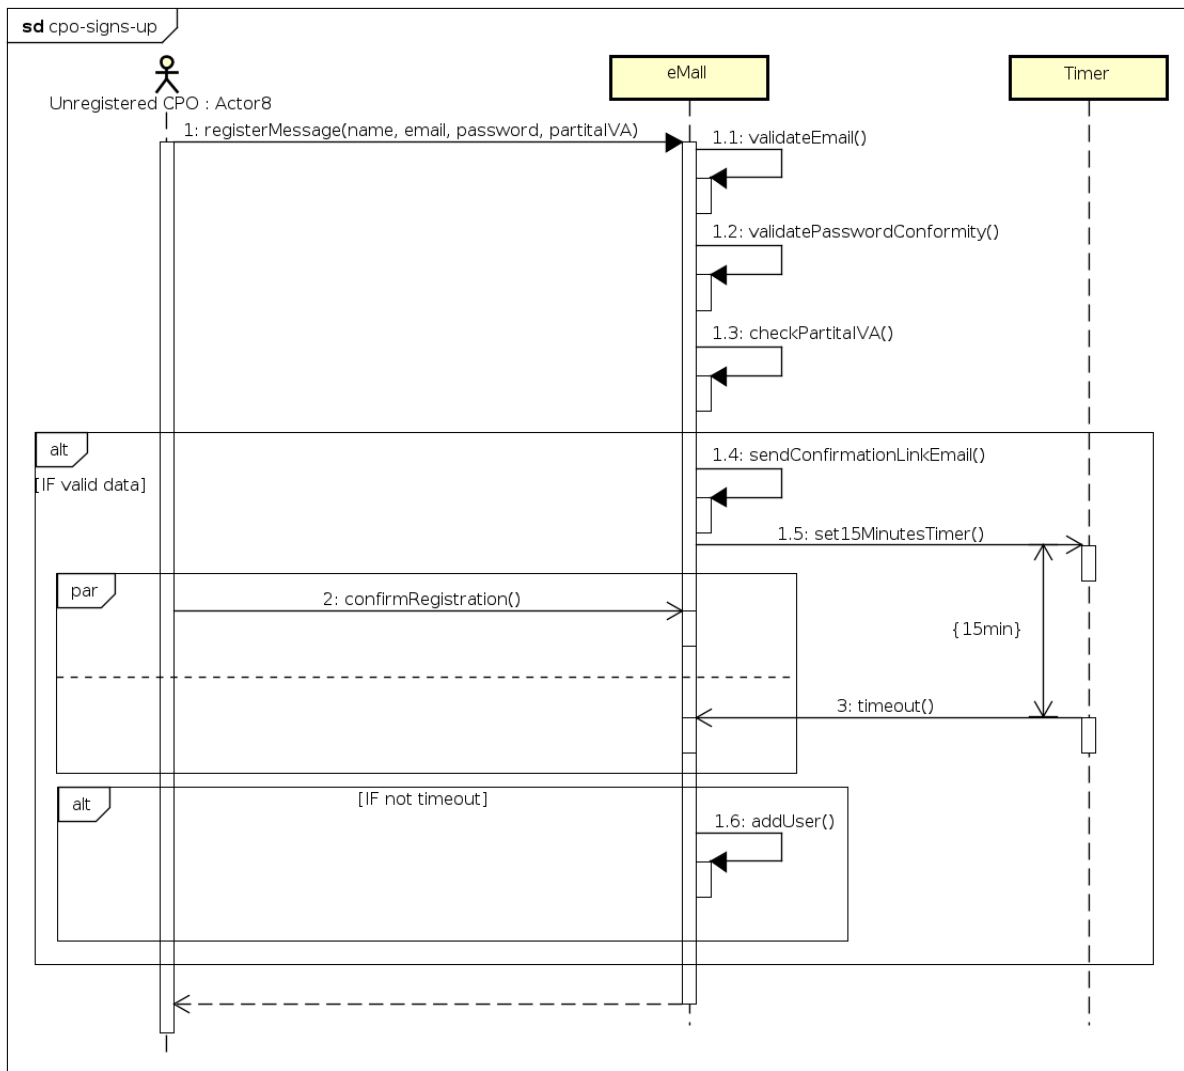 sd cpo-signs-up
Unregistered CPO : Actor8
eMall
Timer
1: registerMessage(name, email, password, partitaIVA)
1.1: validateEmail()
1.2: validatePasswordConformity()
1.3: checkPartitaIVA()
alt
[IF valid data]
1.4: sendConfirmationLinkEmail()
1.5: set15MinutesTimer()
par
2: confirmRegistration()
{15min}
3: timeout()
alt
[IF not timeout]
1.6: addUser()